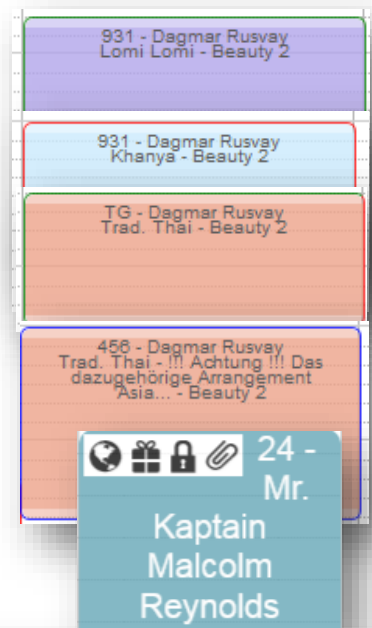 931 - Dagmar Rusvay
Lomi Lomi - Beauty 2
931 - Dagmar Rusvay
Khanya - Beauty 2
TG - Dagmar Rusvay
Trad. Thai - Beauty 2
456 - Dagmar Rusvay
Trad. Thai - !!! Achtung !!! Das
dazugehörige Arrangement
"Asia... - Beauty 2
24 -
Mr.
Kaptain
Malcolm
Reynolds